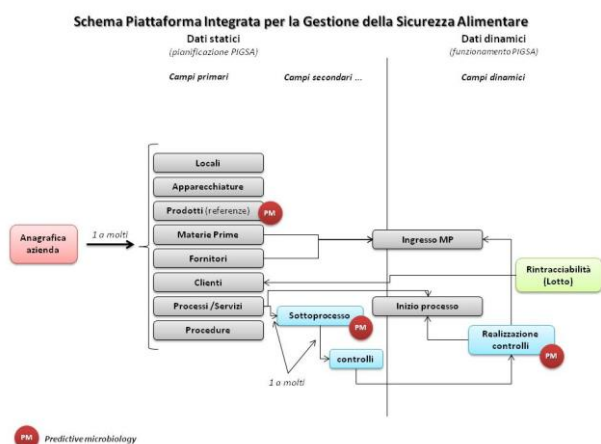 Schema Piattaforma Integrata per la Gestione della Sicurezza Alimentare
Dati statici
(pianificazione PIGSA)
Dati dinamici
(funzionamento PIGSA)
Campi primari
Campi secondari ...
Campi dinamici
Locali
Apparecchiature
Prodotti (referenze)
PM
Anagrafica
azienda
1 a molti
Materie Prime
Ingresso MP
Fornitori
Clienti
Rintracciabilità
(Lotto)
Processi /Servizi
Inizio processo
Sottoprocesso
PM
Procedure
Realizzazione
controlli
PM
controlli
1 a molti
PM
Predictive microbiology